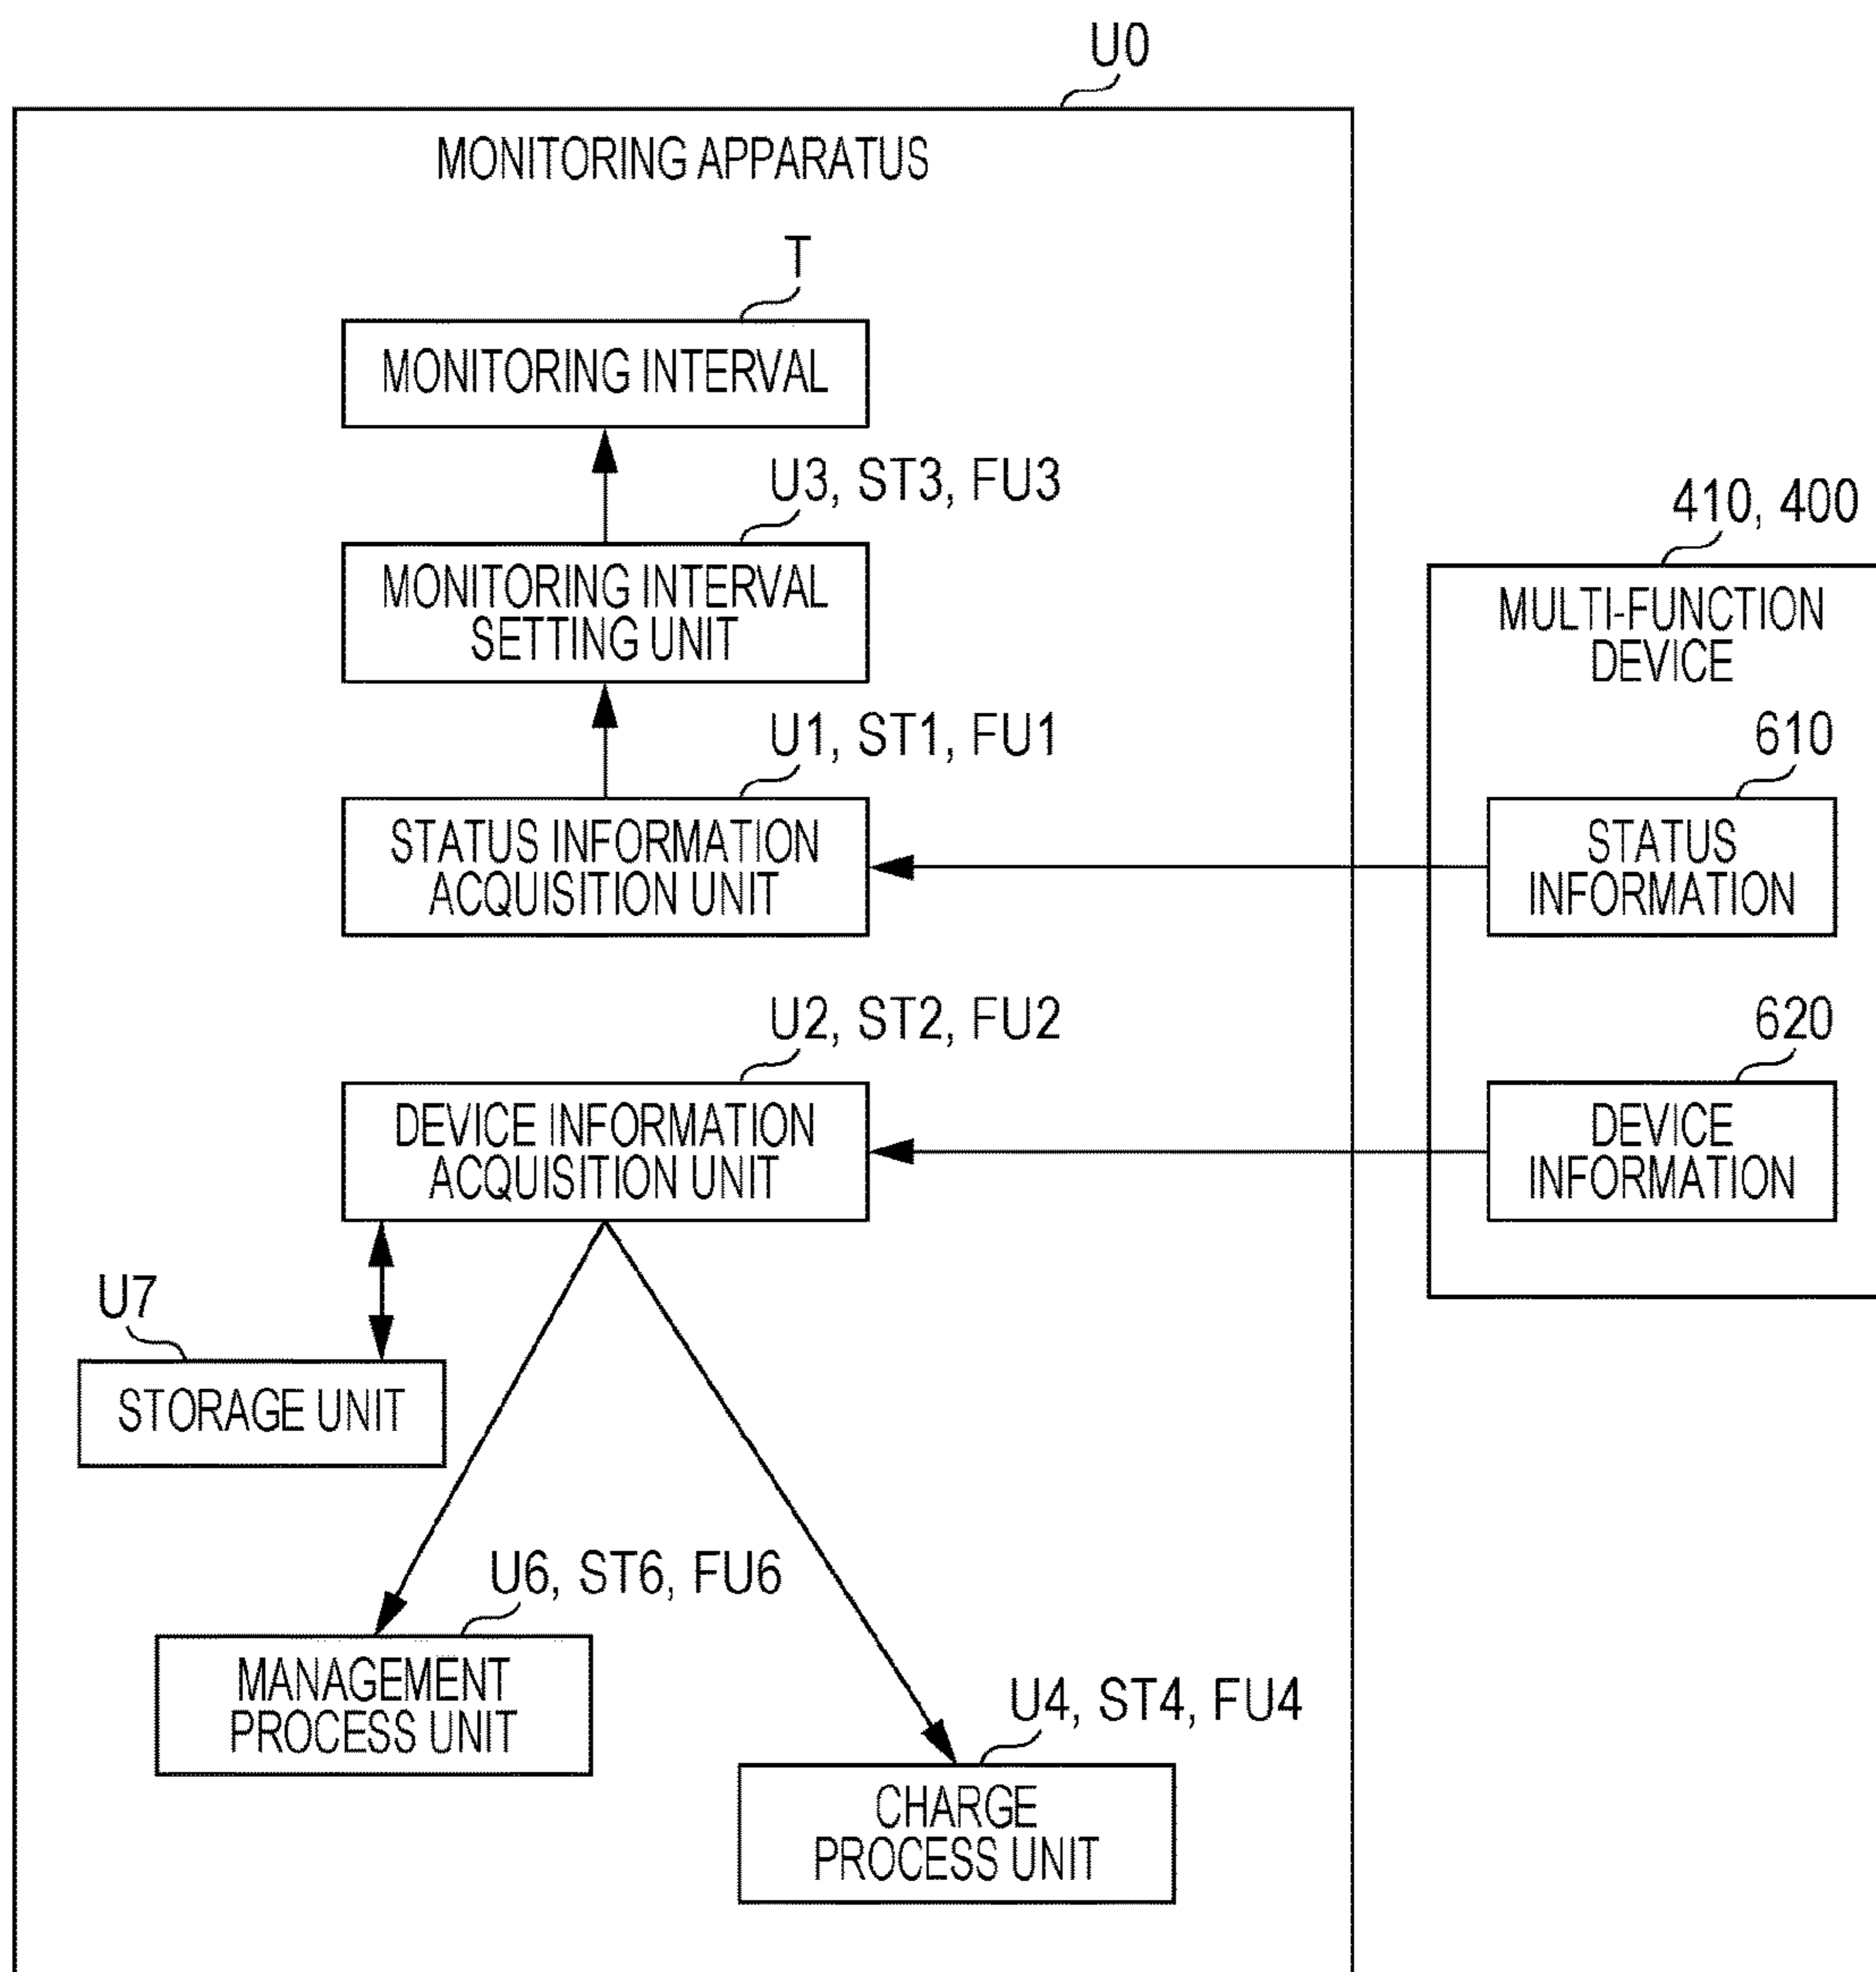 U0
MONITORING APPARATUS
T
MONITORING INTERVAL
U3, ST3, FU3
MONITORING INTERVAL
SETTING UNIT
U1, ST1, FU1
STATUS INFORMATION
ACQUISITION UNIT
U2, ST2, FU2
DEVICE INFORMATION
ACQUISITION UNIT
U7
STORAGE UNIT
U6, ST6, FU6
MANAGEMENT
PROCESS UNIT
U4, ST4, FU4
CHARGE
PROCESS UNIT
410, 400
MULTI-FUNCTION
DEVICE
610
STATUS
INFORMATION
620
DEVICE
INFORMATION